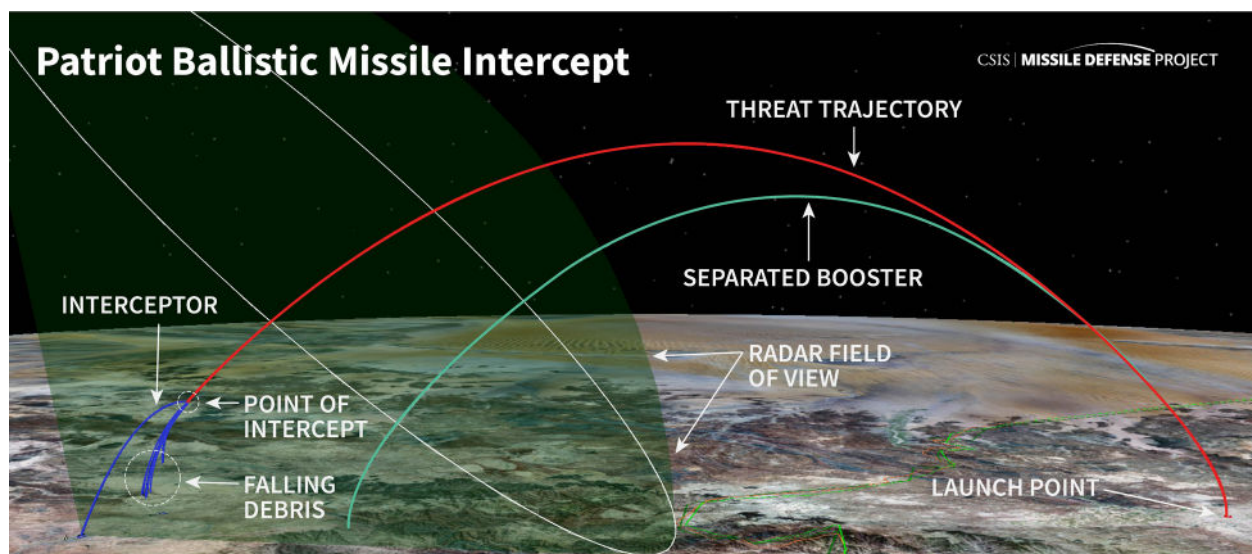 Patriot Ballistic Missile Intercept
CSIS | MISSILE DEFENSE PROJECT
THREAT TRAJECTORY
SEPARATED BOOSTER
INTERCEPTOR
RADAR FIELD
OF VIEW
POINT OF
INTERCEPT
FALLING
DEBRIS
LAUNCH POINT